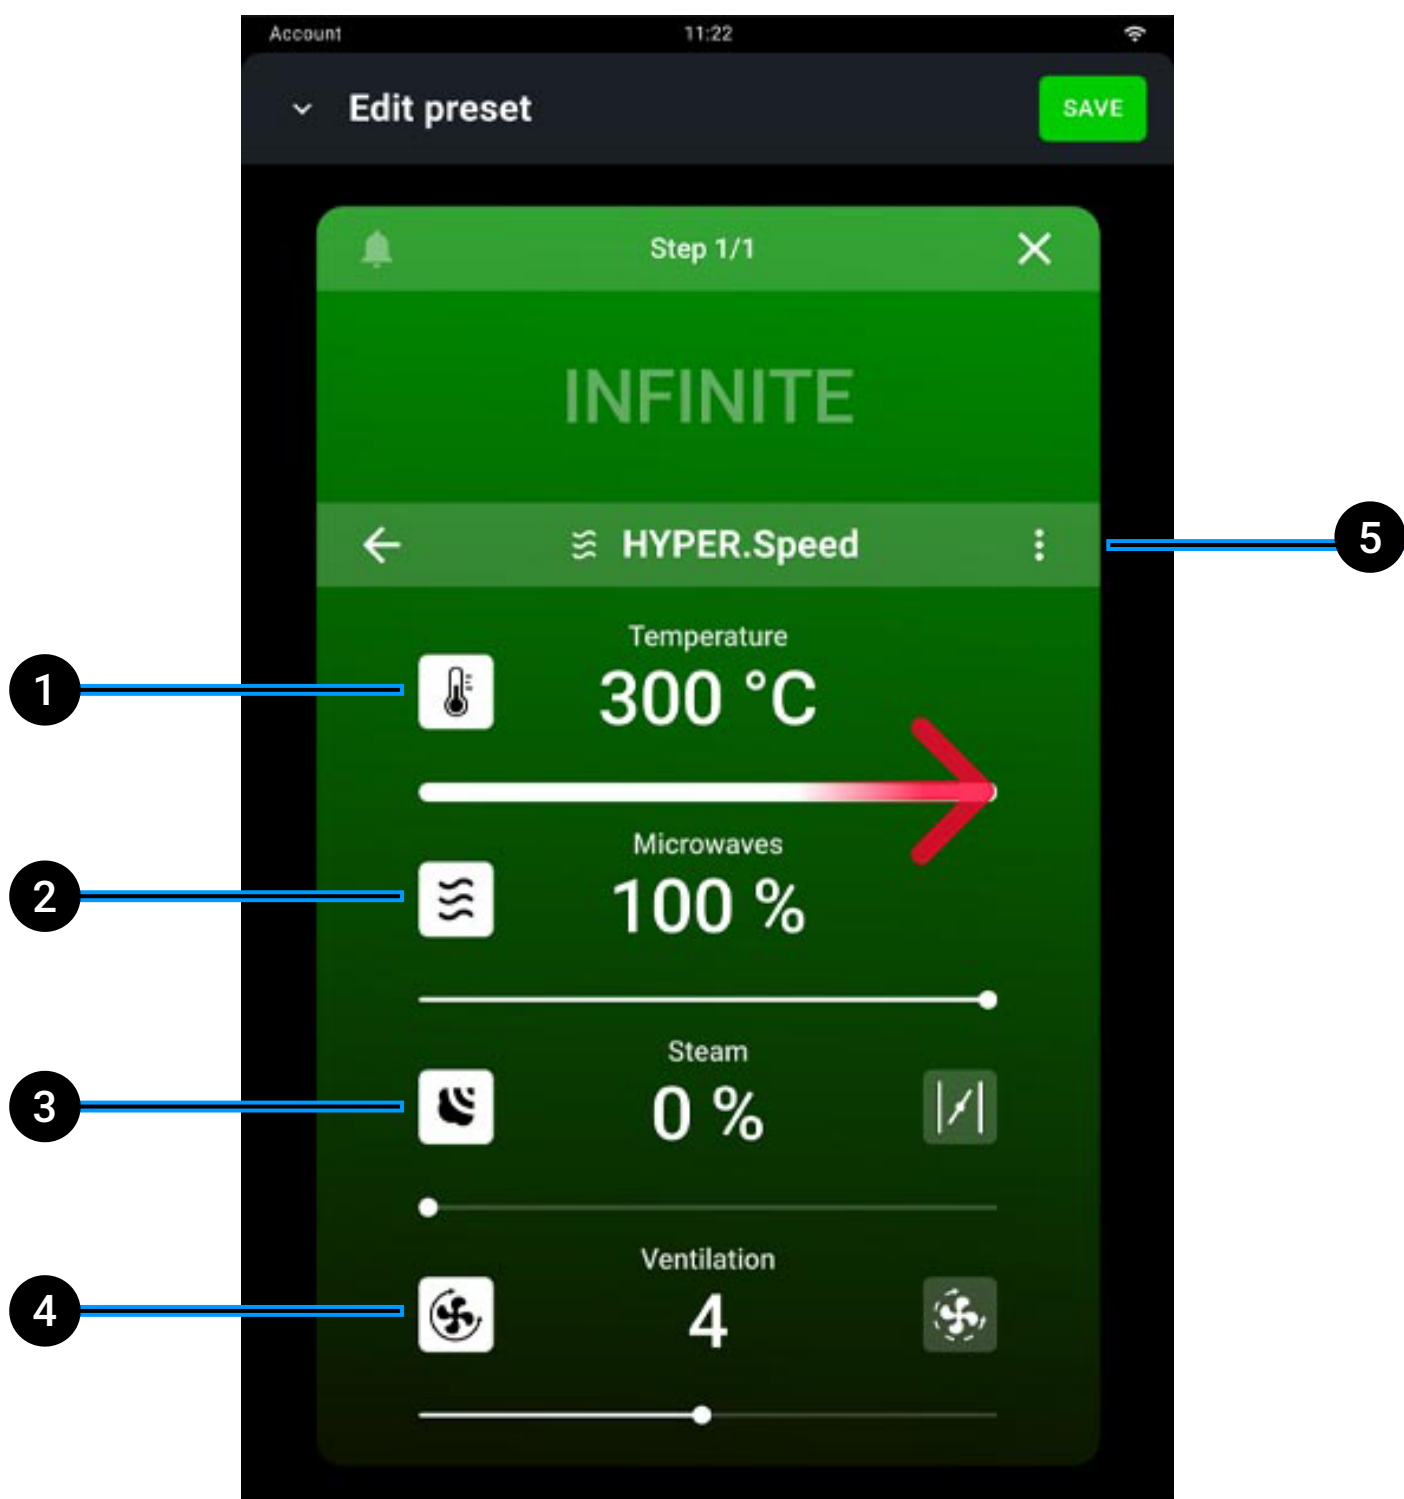 Account 11:22
Edit preset SAVE
Step 1/1
INFINITE
HYPER.Speed 5
Temperature
1 300 °C
Microwaves
2 100 %
Steam
3 0 %
Ventilation
4 4